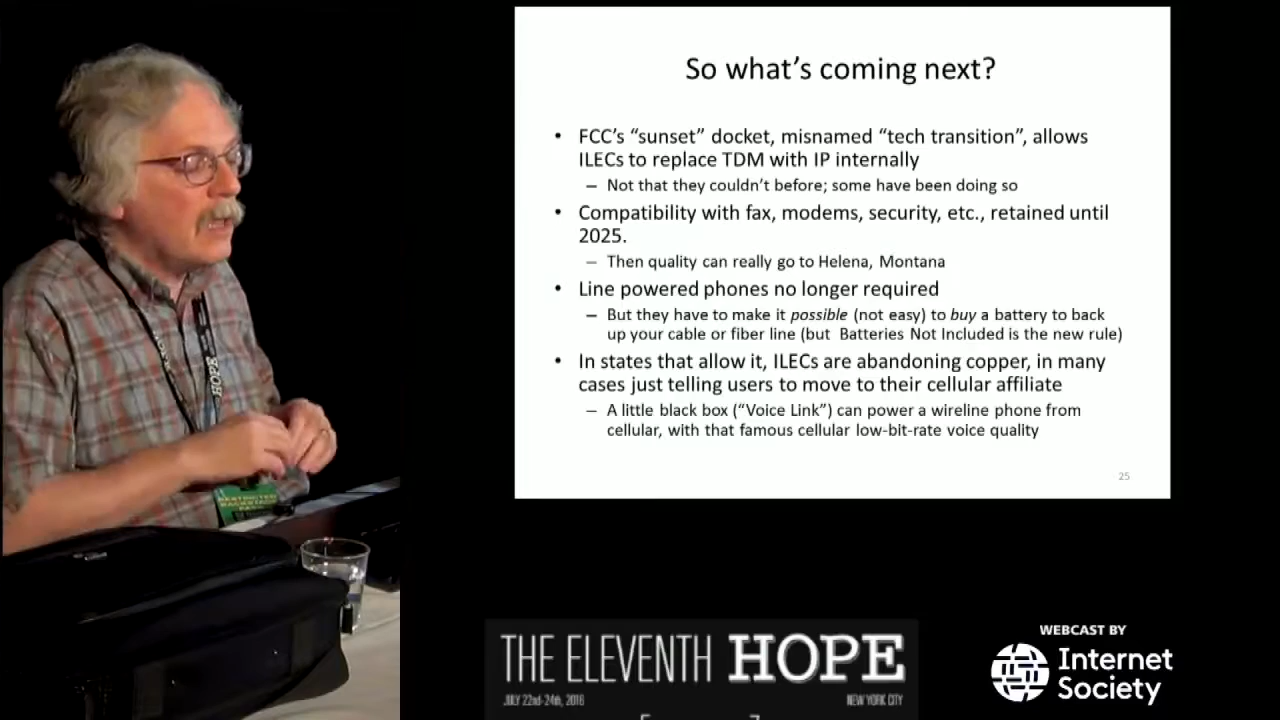 So what’s coming next?
• FCC’s “sunset” docket, misnamed “tech transition”, allows
ILECs to replace TDM with IP internally
– Not that they couldn’t before; some have been doing so
• Compatibility with fax, modems, security, etc., retained until
2025.
– Then quality can really go to Helena, Montana
• Line powered phones no longer required
– But they have to make it possible (not easy) to buy a battery to back
up your cable or fiber line (but Batteries Not Included is the new rule)
• In states that allow it, ILECs are abandoning copper, in many
cases just telling users to move to their cellular affiliate
– A little black box (“Voice Link”) can power a wireline phone from
cellular, with that famous cellular low-bit-rate voice quality
25
HOPE
RESTRICTED
BACKSTAGE
THE ELEVENTH HOPE
JULY 22nd-24th, 2016
NEW YORK CITY
WEBCAST BY
Internet
Society